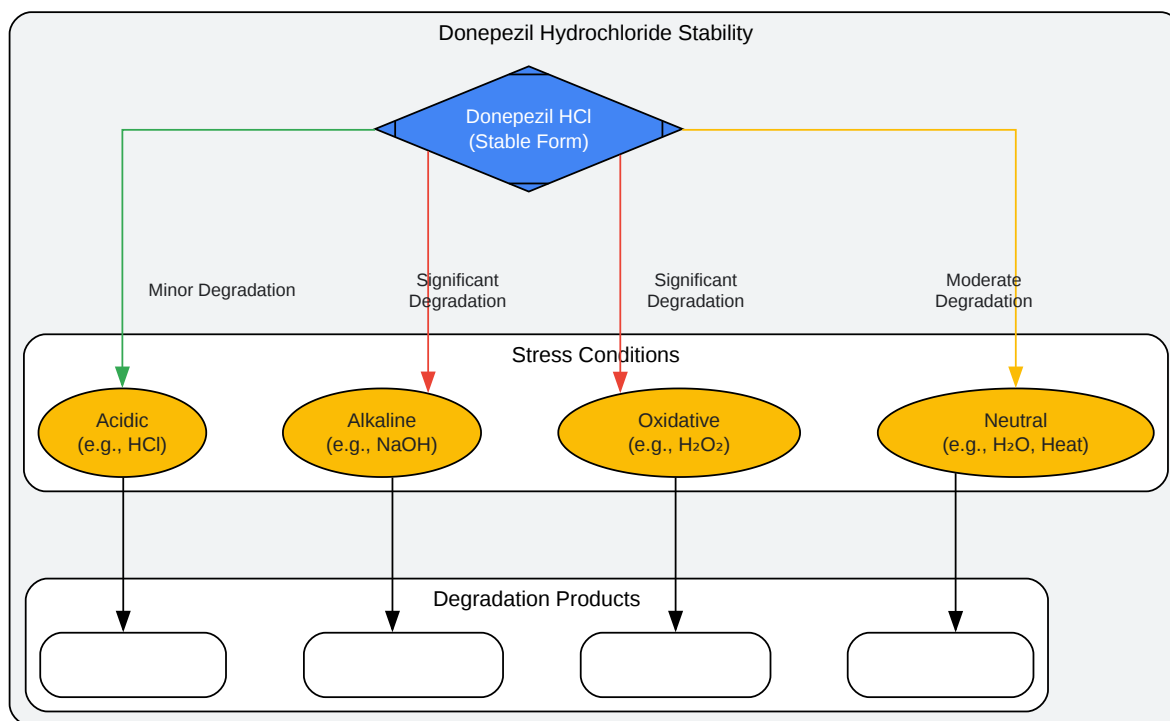 Donepezil Hydrochloride Stability
Donepezil HCl
(Stable Form)
Minor Degradation
Significant
Degradation
Significant
Degradation
Moderate
Degradation
Stress Conditions
Acidic
(e.g., HCl)
Alkaline
(e.g., NaOH)
Oxidative
(e.g., H₂O₂)
Neutral
(e.g., H₂O, Heat)
Degradation Products